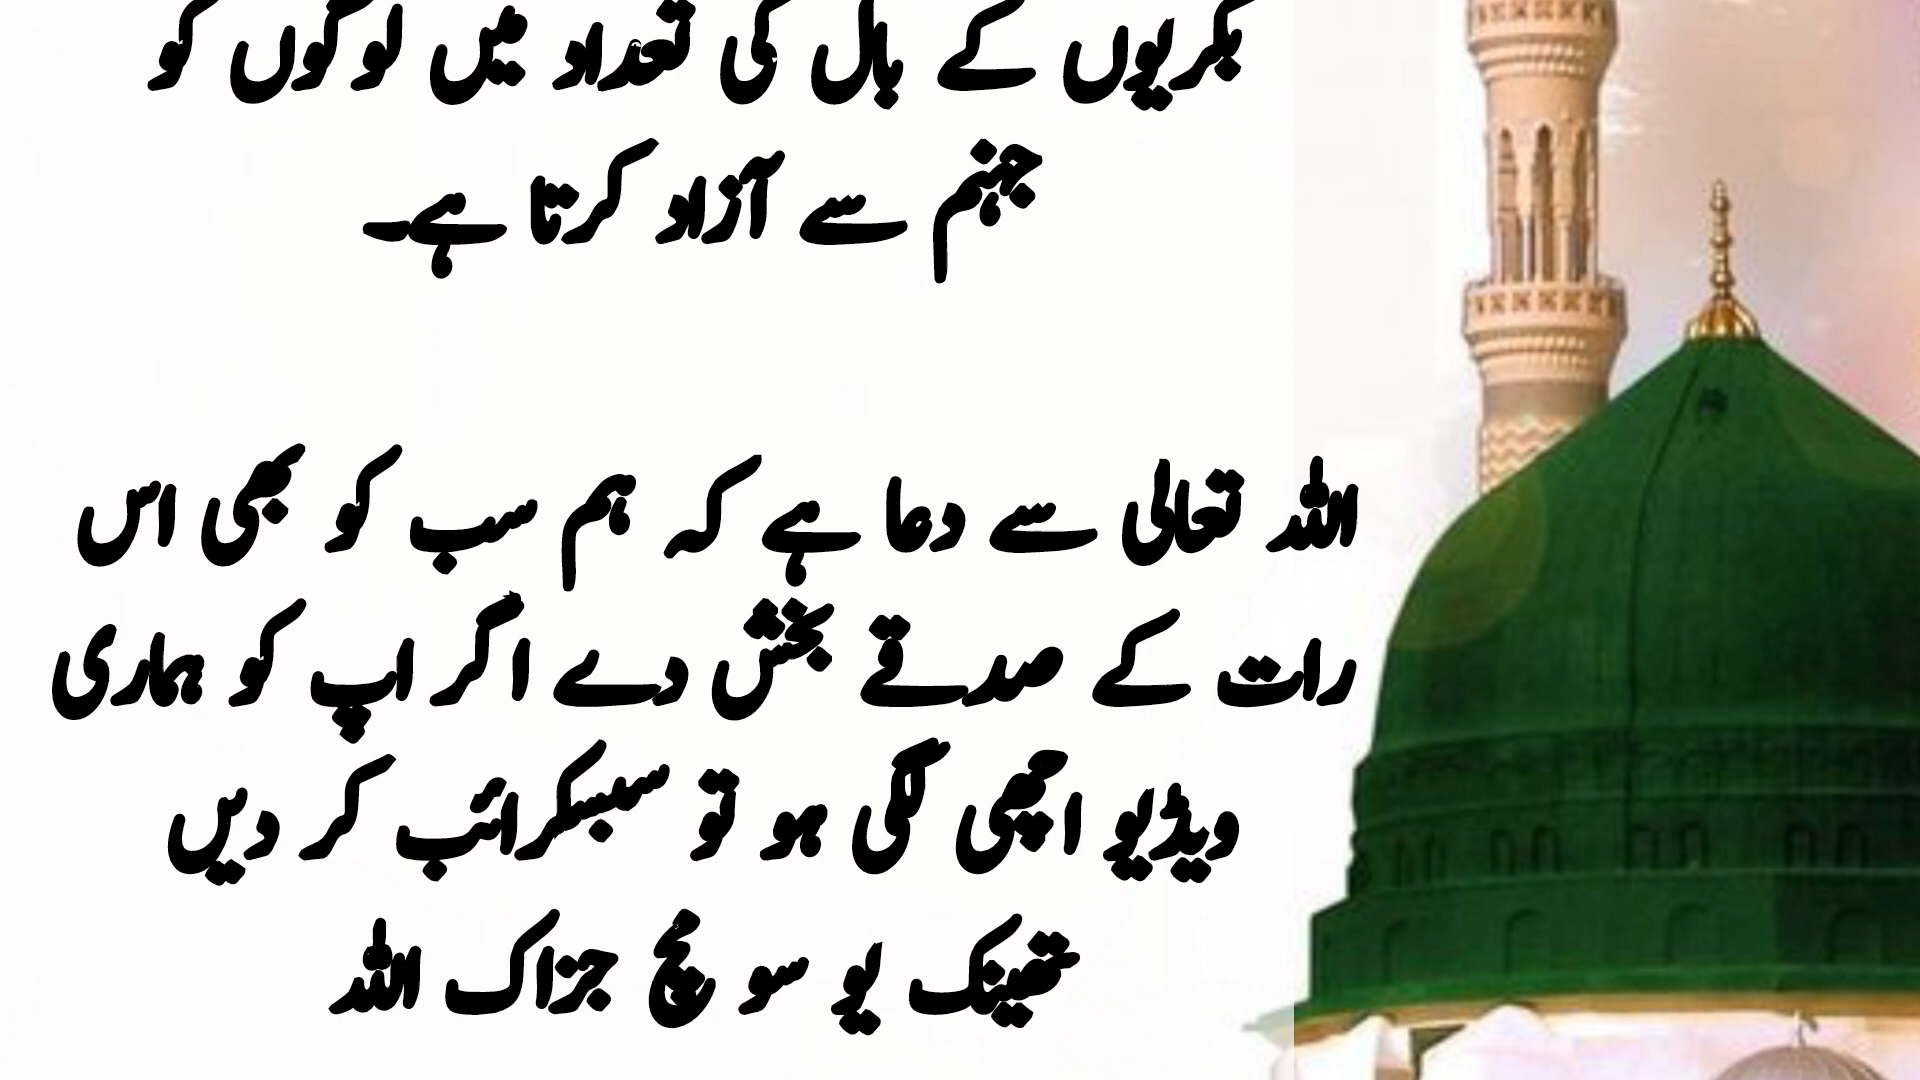 بکریوں کے بال کی تعداد میں لوگوں کو
جہنم سے آزاد کرتا ہے۔
اللہ تعالی سے دعا ہے کہ ہم سب کو بھی اس
رات کے صدقے بخش دے اگر اپ کو ہماری
ویڈیو اچھی لگی ہو تو سبسکرائب کر دیں
تھینک یو سو مچ جزاک اللہ